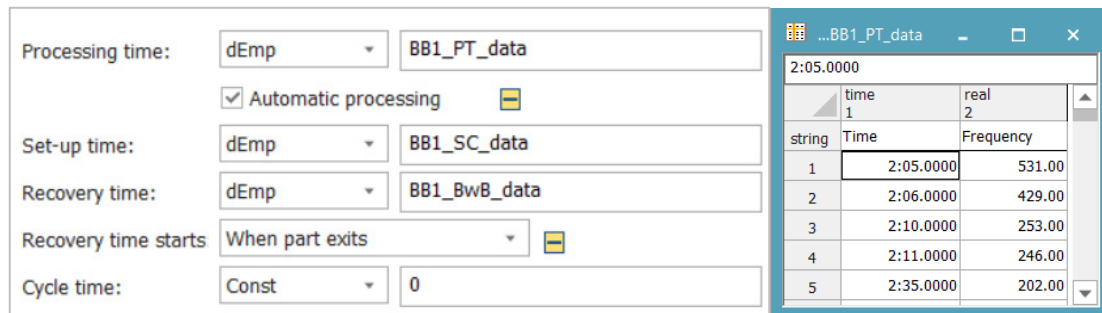 Processing time: dEmp BB1_PT_data
Automatic processing
Set-up time: dEmp BB1_SC_data
Recovery time: dEmp BB1_BwB_data
Recovery time starts When part exits
Cycle time: Const 0
...BB1_PT_data
2:05.0000
time real
1 2
string Time Frequency
1 2:05.0000 531.00
2 2:06.0000 429.00
3 2:10.0000 253.00
4 2:11.0000 246.00
5 2:35.0000 202.00